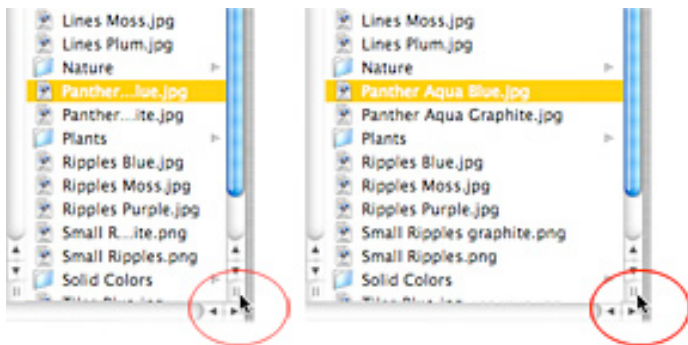 Lines Moss.jpg
Lines Plum.jpg
Nature
Panther...lue.jpg
Panther...ite.jpg
Plants
Ripples Blue.jpg
Ripples Moss.jpg
Ripples Purple.jpg
Small R...ite.png
Small Ripples.png
Solid Colors
Lines Moss.jpg
Lines Plum.jpg
Nature
Panther Aqua Blue.jpg
Panther Aqua Graphite.jpg
Plants
Ripples Blue.jpg
Ripples Moss.jpg
Ripples Purple.jpg
Small Ripples graphite.png
Small Ripples.png
Solid Colors